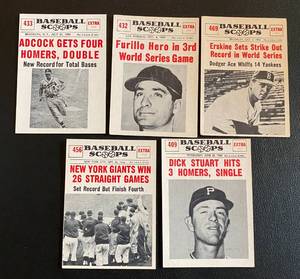 433
BASEBALL
SCOOPS
EXTRA
ADCOCK GETS FOUR
HOMERS, DOUBLE
New Record for Total Bases
432
BASEBALL
SCOOPS
EXTRA
Furillo Hero in 3rd
World Series Game
469
BASEBALL
SCOOPS
EXTRA
Erskine Sets Strike Out
Record in World Series
Dodger Ace Whiffs 14 Yankees
456
BASEBALL
SCOOPS
EXTRA
NEW YORK GIANTS WIN
26 STRAIGHT GAMES
Set Record But Finish Fourth
409
BASEBALL
SCOOPS
EXTRA
DICK STUART HITS
3 HOMERS, SINGLE
P